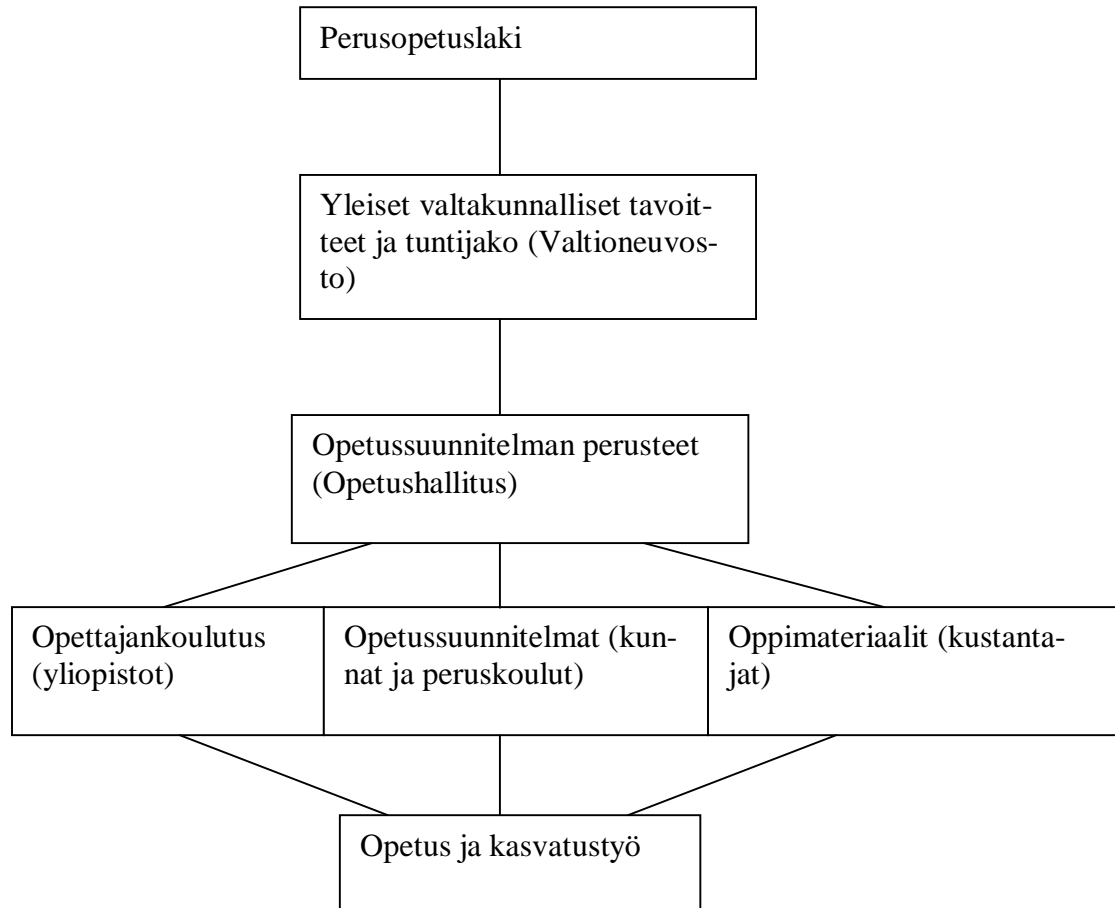 Perusopetuslaki
Yleiset valtakunnalliset tavoit-
teet ja tuntijako (Valtioneuvos-
to)
Opetussuunnitelman perusteet
(Opetushallitus)
Opettajankoulutus
(yliopistot)
Opetussuunnitelmat (kun-
nat ja peruskoulut)
Oppimateriaalit (kustanta-
jat)
Opetus ja kasvatustyö